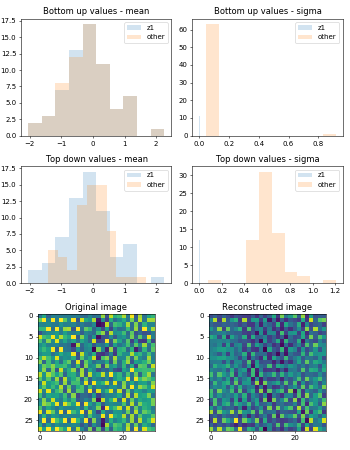 Bottom up values - mean
17.5
15.0
12.5
10.0
7.5
5.0
2.5
0.0
−2 −1 0 1 2
z1
other
Bottom up values - sigma
60
50
40
30
20
10
0
0.0 0.2 0.4 0.6 0.8
z1
other
Top down values - mean
17.5
15.0
12.5
10.0
7.5
5.0
2.5
0.0
−2 −1 0 1 2
z1
other
Top down values - sigma
30
25
20
15
10
5
0
0.0 0.2 0.4 0.6 0.8 1.0 1.2
z1
other
Original image
0
5
10
15
20
25
0 10 20
Reconstructed image
0
5
10
15
20
25
0 10 20